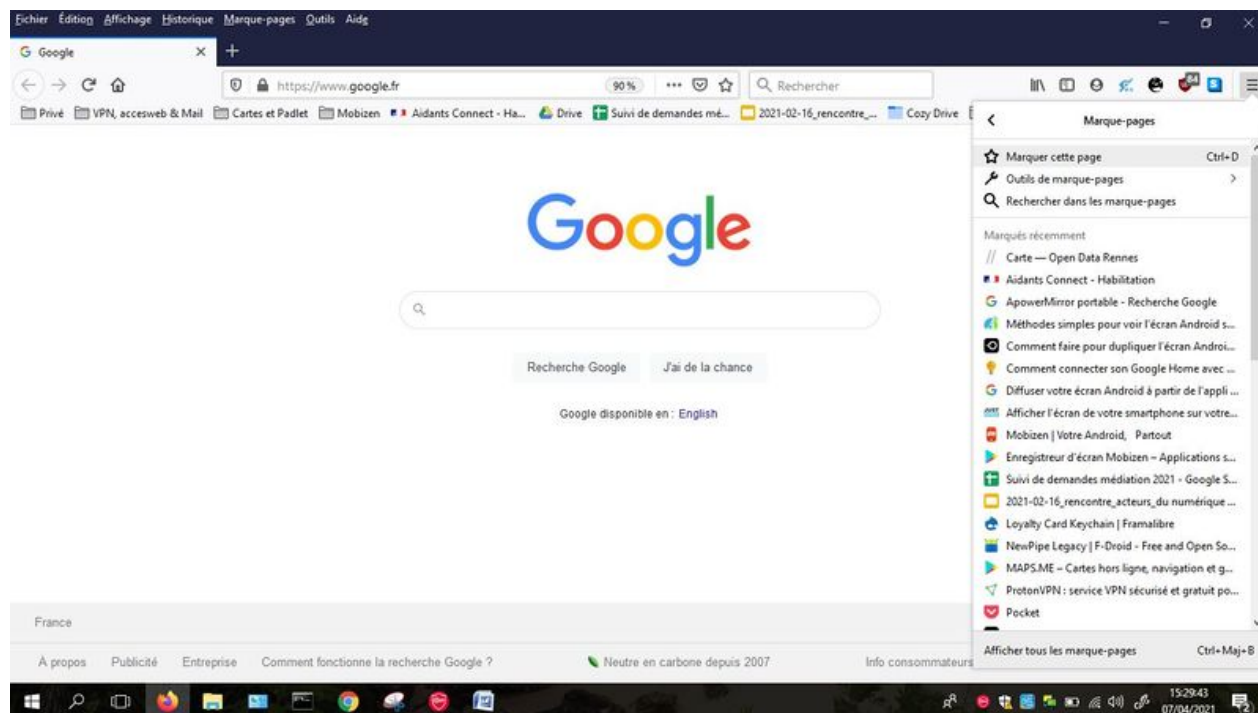 Fichier Édition Affichage Historique Marque-pages Outils Aide
Google
https://www.google.fr 90% Rechercher 84
Privé VPN, accesweb & Mail Cartes et Padlet Mobizen Aidants Connect - Ha... Drive Suivi de demandes mé... 2021-02-16_rencontre_... Cozy Drive
Marque-pages
Marquer cette page Ctrl+D
Outils de marque-pages
Rechercher dans les marque-pages
Marqués récemment
Carte — Open Data Rennes
Aidants Connect - Habilitation
ApowerMirror portable - Recherche Google
Méthodes simples pour voir l'écran Android s...
Comment faire pour dupliquer l'écran Androi...
Comment connecter son Google Home avec ...
Diffuser votre écran Android à partir de l'appli ...
Afficher l'écran de votre smartphone sur votre...
Mobizen | Votre Android, Partout
Enregistreur d'écran Mobizen – Applications s...
Suivi de demandes médiation 2021 - Google S...
2021-02-16_rencontre_acteurs_du numérique ...
Loyalty Card Keychain | Framalibre
NewPipe Legacy | F-Droid - Free and Open So...
MAPS.ME – Cartes hors ligne, navigation et g...
ProtonVPN : service VPN sécurisé et gratuit po...
Pocket
Afficher tous les marque-pages Ctrl+Maj+B
Google
Recherche Google J'ai de la chance
Google disponible en : English
France
À propos Publicité Entreprise Comment fonctionne la recherche Google ? Neutre en carbone depuis 2007 Info consommateurs
15:29:43
07/04/2021